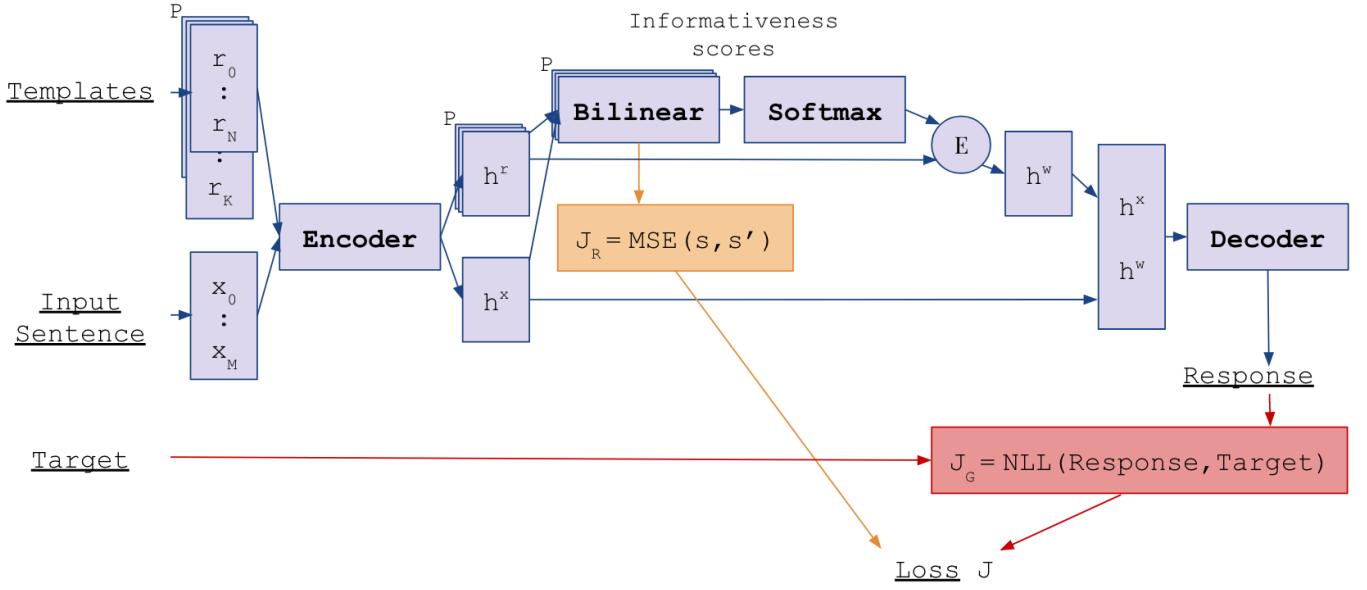 P
Templates
r0
:
rN
:
rK
Input
Sentence
x0
:
xM
Encoder
P
hr
hx
Informativeness
scores
P
Bilinear
Softmax
E
hw
hx
hw
Decoder
JR=MSE(s,s′)
Response
Target
JG=NLL(Response,Target)
Loss J